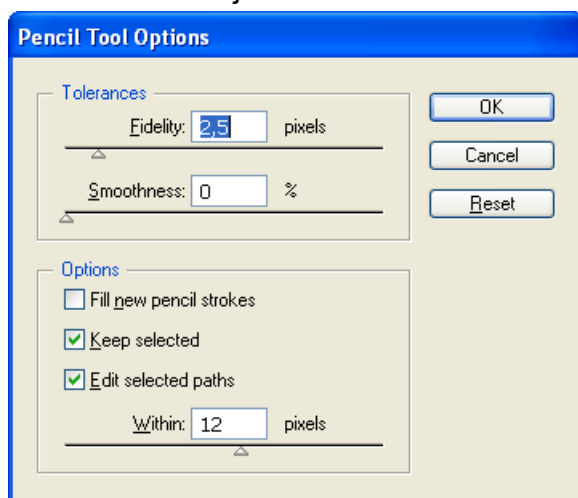 Pencil Tool Options
Tolerances
Fidelity: 2,5 pixels
Smoothness: 0 %
OK
Cancel
Reset
Options
Fill new pencil strokes
Keep selected
Edit selected paths
Within: 12 pixels